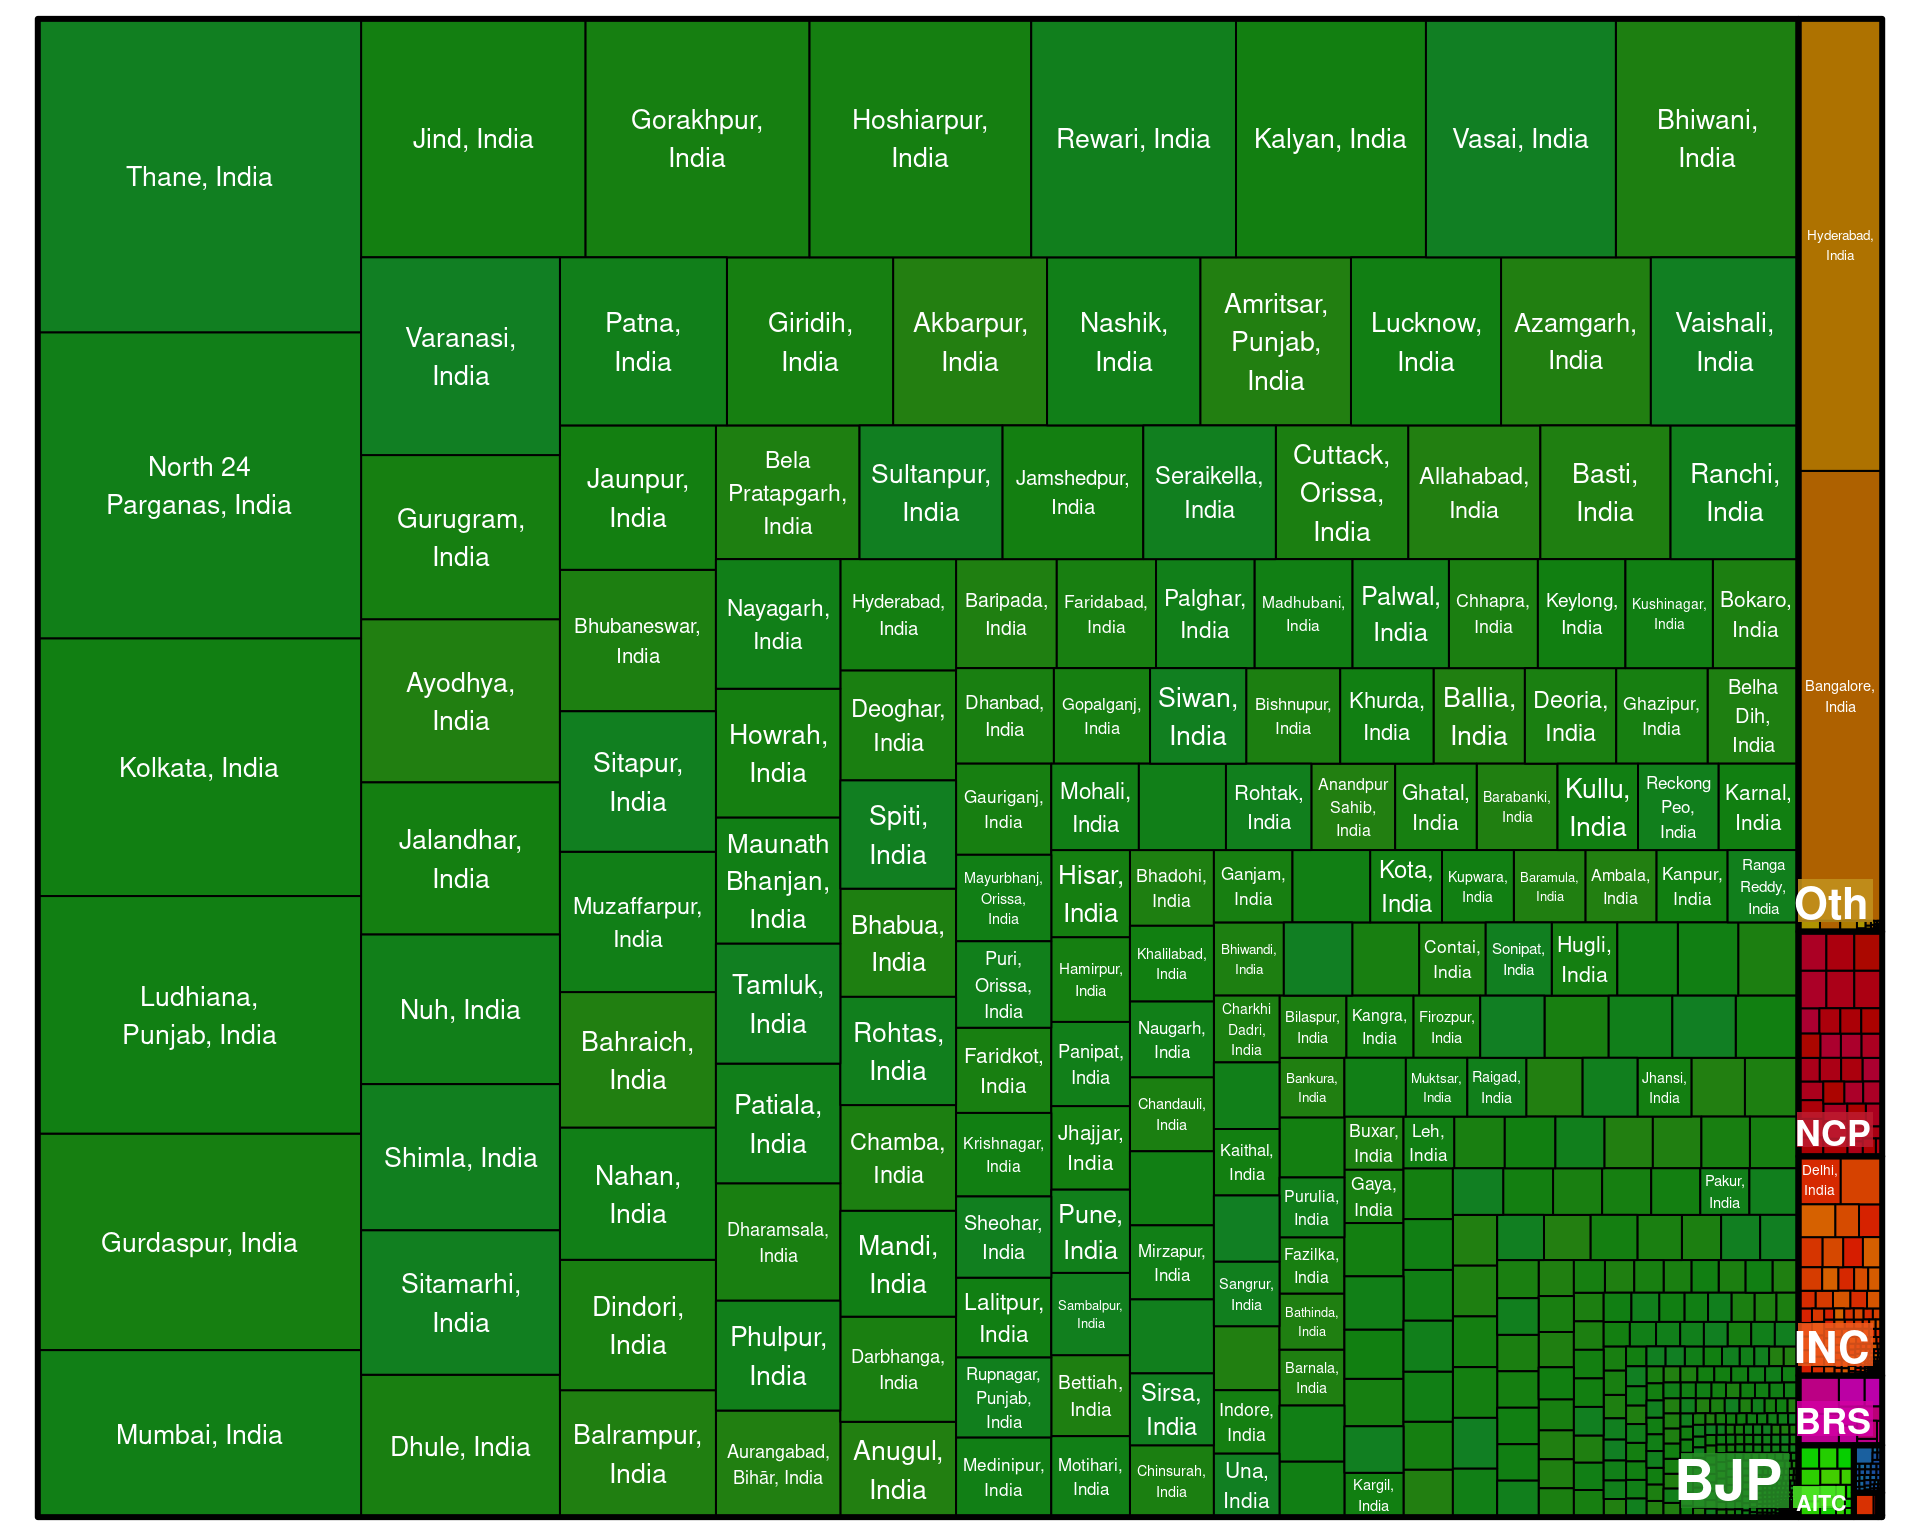 Thane, India
North 24
Parganas, India
Kolkata, India
Ludhiana,
Punjab, India
Gurdaspur, India
Mumbai, India
Jind, India
Gorakhpur,
India
Hoshiarpur,
India
Rewari, India
Kalyan, India
Vasai, India
Bhiwani,
India
Varanasi,
India
Gurugram,
India
Ayodhya,
India
Jalandhar,
India
Nuh, India
Shimla, India
Sitamarhi,
India
Dhule, India
Patna,
India
Giridih,
India
Akbarpur,
India
Nashik,
India
Amritsar,
Punjab,
India
Lucknow,
India
Azamgarh,
India
Vaishali,
India
Jaunpur,
India
Bhubaneswar,
India
Sitapur,
India
Muzaffarpur,
India
Bahraich,
India
Nahan,
India
Dindori,
India
Balrampur,
India
Bela
Pratapgarh,
India
Sultanpur,
India
Jamshedpur,
India
Seraikella,
India
Cuttack,
Orissa,
India
Allahabad,
India
Basti,
India
Ranchi,
India
Nayagarh,
India
Howrah,
India
Maunath
Bhanjan,
India
Tamluk,
India
Patiala,
India
Dharamsala,
India
Phulpur,
India
Aurangabad,
Bihār, India
Hyderabad,
India
Deoghar,
India
Spiti,
India
Bhabua,
India
Rohtas,
India
Chamba,
India
Mandi,
India
Darbhanga,
India
Anugul,
India
Baripada,
India
Faridabad,
India
Palghar,
India
Madhubani,
India
Palwal,
India
Chhapra,
India
Keylong,
India
Kushinagar,
India
Bokaro,
India
Dhanbad,
India
Gopalganj,
India
Siwan,
India
Bishnupur,
India
Khurda,
India
Ballia,
India
Deoria,
India
Ghazipur,
India
Belha
Dih,
India
Gauriganj,
India
Mayurbhanj,
Orissa,
India
Puri,
Orissa,
India
Faridkot,
India
Krishnagar,
India
Sheohar,
India
Lalitpur,
India
Rupnagar,
Punjab,
India
Medinipur,
India
Mohali,
India
Rohtak,
India
Anandpur
Sahib,
India
Ghatal,
India
Barabanki,
India
Kullu,
India
Reckong
Peo,
India
Karnal,
India
Hisar,
India
Hamirpur,
India
Panipat,
India
Jhajjar,
India
Pune,
India
Sambalpur,
India
Bettiah,
India
Motihari,
India
Bhadohi,
India
Khalilabad,
India
Naugarh,
India
Chandauli,
India
Mirzapur,
India
Sirsa,
India
Chinsurah,
India
Ganjam,
India
Kota,
India
Kupwara,
India
Baramula,
India
Ambala,
India
Kanpur,
India
Ranga
Reddy,
India
Bhiwandi,
India
Contai,
India
Sonipat,
India
Hugli,
India
Charkhi
Dadri,
India
Kaithal,
India
Sangrur,
India
Indore,
India
Una,
India
Bilaspur,
India
Kangra,
India
Firozpur,
India
Bankura,
India
Muktsar,
India
Raigad,
India
Jhansi,
India
Purulia,
India
Fazilka,
India
Bathinda,
India
Barnala,
India
Buxar,
India
Leh,
India
Gaya,
India
Pakur,
India
Kargil,
India
BJP
Hyderabad,
India
Bangalore,
India
Oth
NCP
Delhi,
India
INC
BRS
AITC